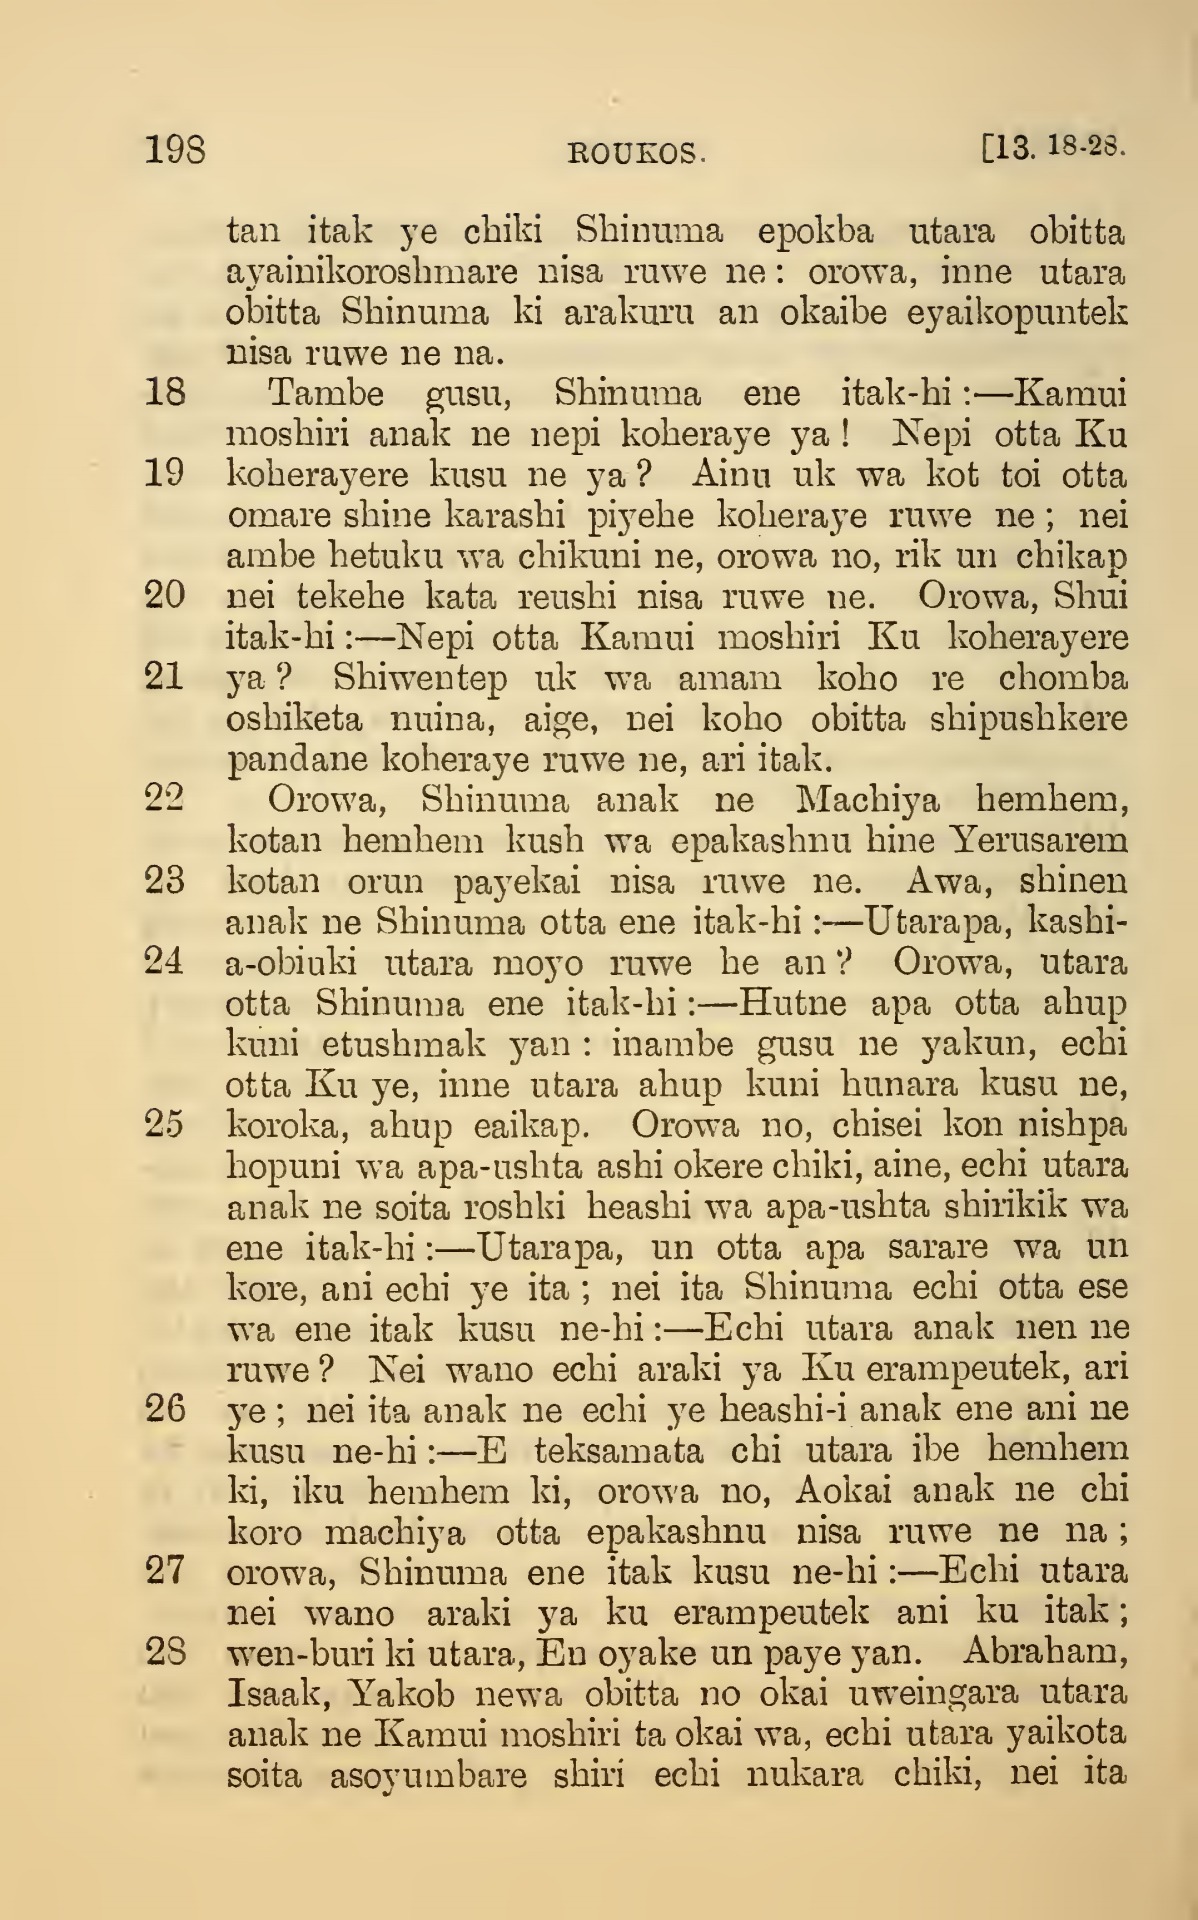 198 ROUKOS. [13. 18-28.
tan itak ye chiki Shinuma epokba utara obitta
ayainikoroshmare nisa ruwe ne : orowa, inne utara
obitta Shinuma ki arakuru an okaibe eyaikopuntek
nisa ruwe ne na.
18 Tambe gusu, Shinuma ene itak-hi :—Kamui
moshiri anak ne nepi koheraye ya ! Nepi otta Ku
19 koherayere kusu ne ya ? Ainu uk wa kot toi otta
omare shine karashi piyehe koheraye ruwe ne ; nei
ambe hetuku wa chikuni ne, orowa no, rik un chikap
20 nei tekehe kata reushi nisa ruwe ne. Orowa, Shui
itak-hi :—Nepi otta Kamui moshiri Ku koherayere
21 ya ? Shiwentep uk wa amam koho re chomba
oshiketa nuina, aige, nei koho obitta shipushkere
pandane koheraye ruwe ne, ari itak.
22 Orowa, Shinuma anak ne Machiya hemhem,
kotan hemhem kush wa epakashnu hine Yerusarem
23 kotan orun payekai nisa ruwe ne. Awa, shinen
anak ne Shinuma otta ene itak-hi :—Utarapa, kashi-
24 a-obiuki utara moyo ruwe he an ? Orowa, utara
otta Shinuma ene itak-hi :—Hutne apa otta ahup
kuni etushmak yan : inambe gusu ne yakun, echi
otta Ku ye, inne utara ahup kuni hunara kusu ne,
25 koroka, ahup eaikap. Orowa no, chisei kon nishpa
hopuni wa apa-ushta ashi okere chiki, aine, echi utara
anak ne soita roshki heashi wa apa-ushta shirikik wa
ene itak-hi :—Utarapa, un otta apa sarare wa un
kore, ani echi ye ita ; nei ita Shinuma echi otta ese
wa ene itak kusu ne-hi :—Echi utara anak nen ne
ruwe ? Nei wano echi araki ya Ku erampeutek, ari
26 ye ; nei ita anak ne echi ye heashi-i anak ene ani ne
kusu ne-hi :—E teksamata chi utara ibe hemhem
ki, iku hemhem ki, orowa no, Aokai anak ne chi
koro machiya otta epakashnu nisa ruwe ne na ;
27 orowa, Shinuma ene itak kusu ne-hi :—Echi utara
nei wano araki ya ku erampeutek ani ku itak ;
28 wen-buri ki utara, En oyake un paye yan. Abraham,
Isaak, Yakob newa obitta no okai uweingara utara
anak ne Kamui moshiri ta okai wa, echi utara yaikota
soita asoyumbare shiri echi nukara chiki, nei ita